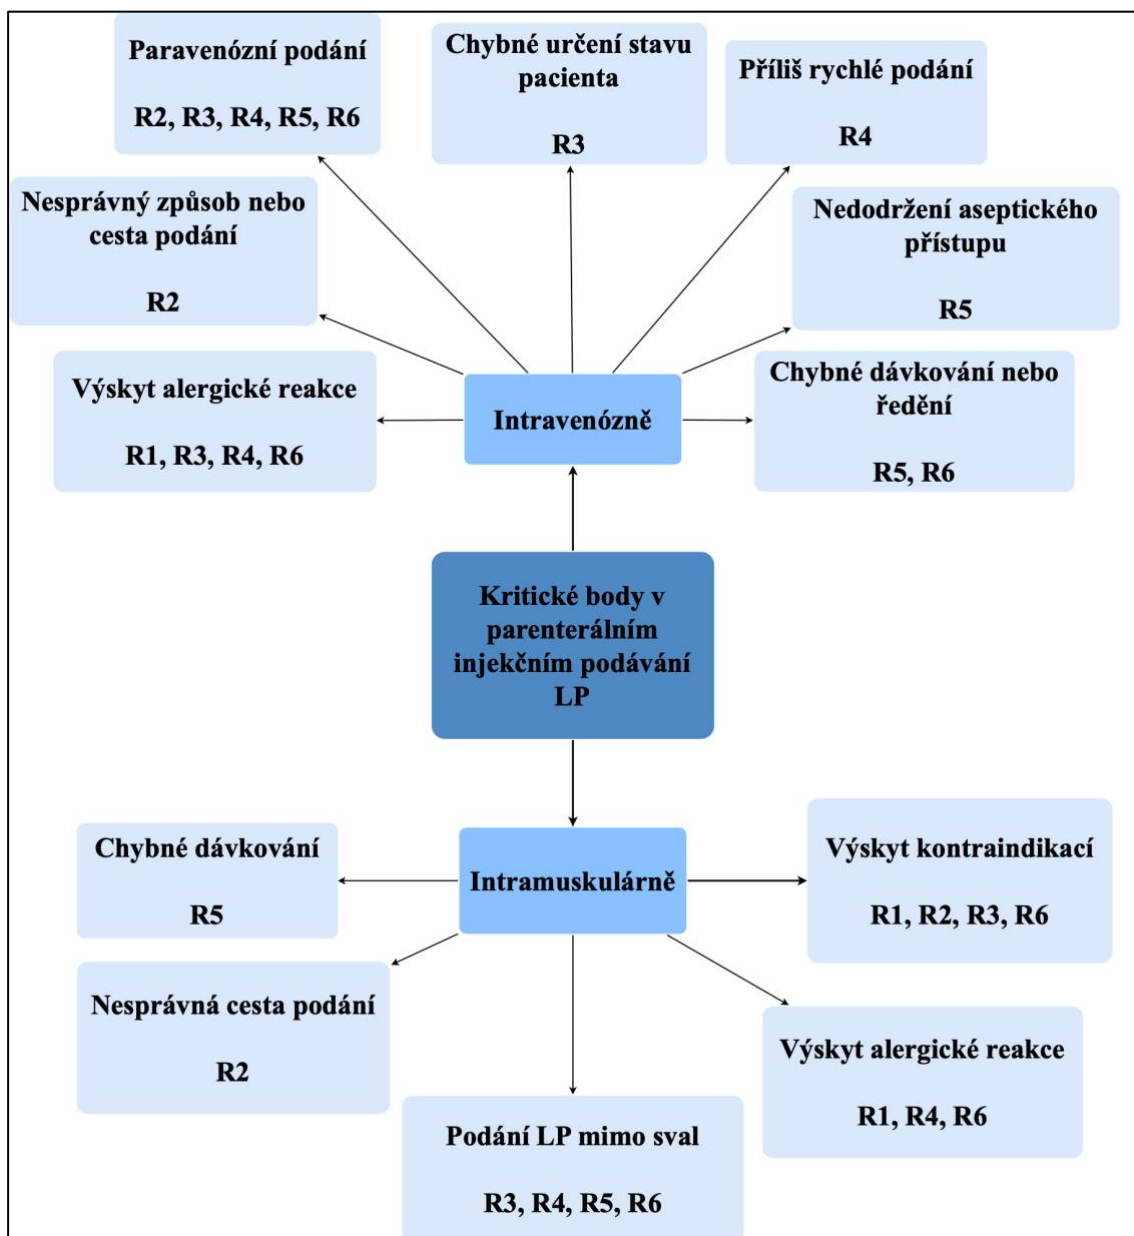 Paravenózní podání
R2, R3, R4, R5, R6
Chybné určení stavu
pacienta
R3
Příliš rychlé podání
R4
Nesprávný způsob nebo
cesta podání
R2
Nedodržení aseptického
přístupu
R5
Výskyt alergické reakce
R1, R3, R4, R6
Intravenózně
Chybné dávkování nebo
ředění
R5, R6
Kritické body v
parenterálním
injekčním podávání
LP
Chybné dávkování
R5
Intramuskulárně
Výskyt kontraindikací
R1, R2, R3, R6
Nesprávná cesta podání
R2
Výskyt alergické reakce
R1, R4, R6
Podání LP mimo sval
R3, R4, R5, R6